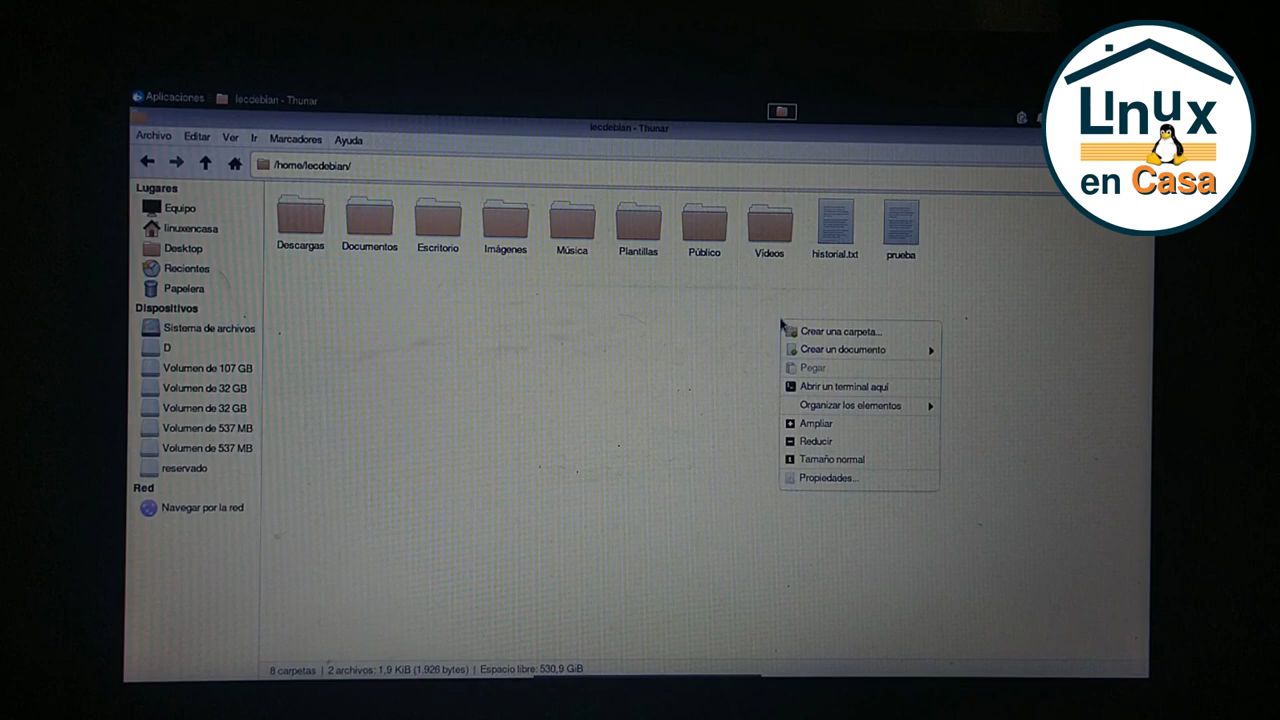 Aplicaciones
lecdebian - Thunar
lecdebian - Thunar
Archivo Editar Ver Ir Marcadores Ayuda
/home/lecdebian/
Lugares
Equipo
linuxencasa
Desktop
Recientes
Papelera
Dispositivos
Sistema de archivos
D
Volumen de 107 GB
Volumen de 32 GB
Volumen de 32 GB
Volumen de 537 MB
Volumen de 537 MB
reservado
Red
Navegar por la red
Descargas
Documentos
Escritorio
Imágenes
Música
Plantillas
Público
Vídeos
historial.txt
prueba
Crear una carpeta...
Crear un documento
Pegar
Abrir un terminal aquí
Organizar los elementos
Ampliar
Reducir
Tamaño normal
Propiedades...
8 carpetas | 2 archivos: 1,9 KiB (1.926 bytes) | Espacio libre: 530,9 GiB
Linux
en Casa